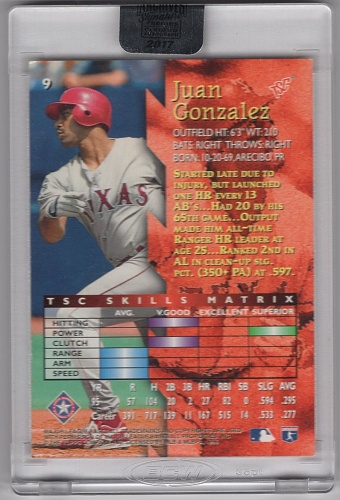 ARCHIVES
Signature
2017
9
Juan
Gonzalez
TSC
OUTFIELD HT: 6'3" WT: 210
BATS: RIGHT THROWS: RIGHT
BORN: 10-20-69, ARECIBO, PR
STARTED LATE DUE TO
INJURY, BUT LAUNCHED
ONE HR EVERY 13
AB'S...HAD 20 BY HIS
65TH GAME...OUTPUT
MADE HIM ALL-TIME
RANGER HR LEADER AT
AGE 25...RANKED 2ND IN
AL IN CLEAN-UP SLG.
PCT. (350+ PA) AT .597.
TEXAS
TSC SKILLS MATRIX
AVG. V.GOOD EXCELLENT SUPERIOR
HITTING
POWER
CLUTCH
RANGE
ARM
SPEED
YR R H 2B 3B HR RBI SB SLG AVG
95 57 104 20 2 27 82 0 .594 .295
Career 391 717 139 11 167 515 14 .533 .277